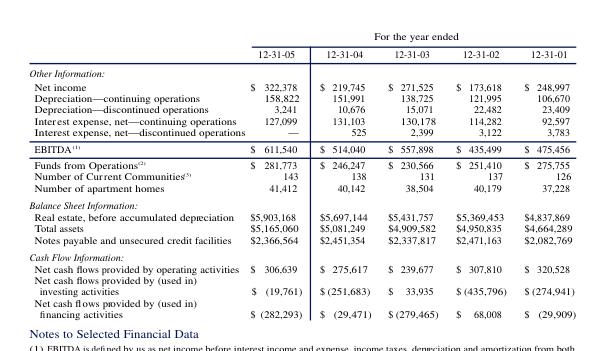 For the year ended
12-31-05 12-31-04 12-31-03 12-31-02 12-31-01
Other Information:
Net income $ 322,378 $ 219,745 $ 271,525 $ 173,618 $ 248,997
Depreciation—continuing operations 158,822 151,991 138,725 121,995 106,670
Depreciation—discontinued operations 3,241 10,676 15,071 22,482 23,409
Interest expense, net—continuing operations 127,099 131,103 130,178 114,282 92,597
Interest expense, net—discontinued operations — 525 2,399 3,122 3,783
EBITDA(1) $ 611,540 $ 514,040 $ 557,898 $ 435,499 $ 475,456
Funds from Operations(2) $ 281,773 $ 246,247 $ 230,566 $ 251,410 $ 275,755
Number of Current Communities(3) 143 138 131 137 126
Number of apartment homes 41,412 40,142 38,504 40,179 37,228
Balance Sheet Information:
Real estate, before accumulated depreciation $5,903,168 $5,697,144 $5,431,757 $5,369,453 $4,837,869
Total assets $5,165,060 $5,081,249 $4,909,582 $4,950,835 $4,664,289
Notes payable and unsecured credit facilities $2,366,564 $2,451,354 $2,337,817 $2,471,163 $2,082,769
Cash Flow Information:
Net cash flows provided by operating activities $ 306,639 $ 275,617 $ 239,677 $ 307,810 $ 320,528
Net cash flows provided by (used in)
investing activities $ (19,761) $ (251,683) $ 33,935 $ (435,796) $ (274,941)
Net cash flows provided by (used in)
financing activities $ (282,293) $ (29,471) $ (279,465) $ 68,008 $ (29,909)
Notes to Selected Financial Data
(1) EBITDA is defined by us as net income before interest income and expense, income taxes, depreciation and amortization from both